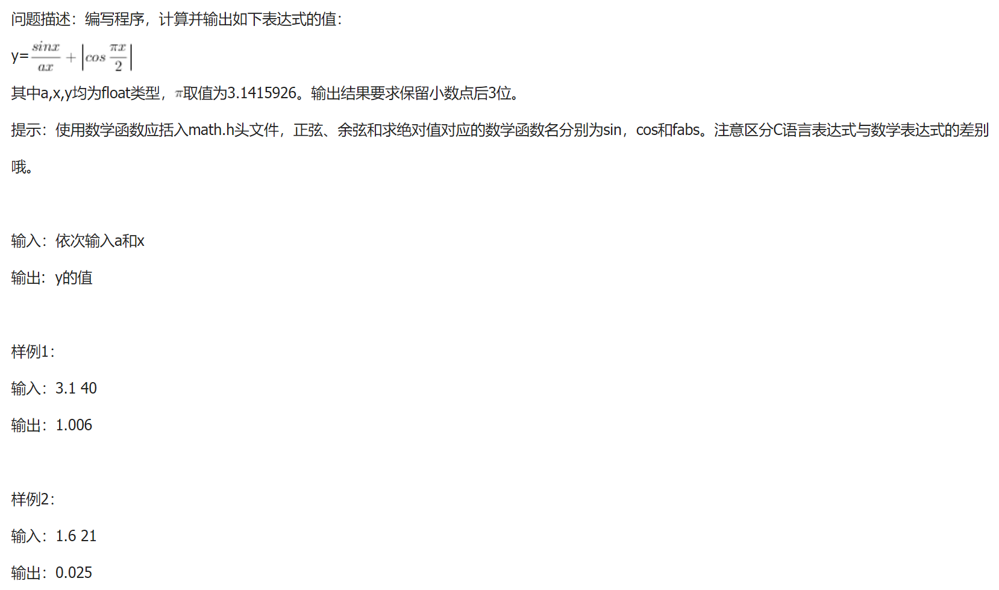 问题描述：编写程序，计算并输出如下表达式的值：
y=\frac{sinx}{ax}+\left|cos\frac{πx}{2}\right|
其中a,x,y均为float类型，π取值为3.1415926。输出结果要求保留小数点后3位。
提示：使用数学函数应括入math.h头文件，正弦、余弦和求绝对值对应的数学函数名分别为sin，cos和fabs。注意区分C语言表达式与数学表达式的差别
哦。
输入：依次输入a和x
输出：y的值
样例1：
输入：3.1 40
输出：1.006
样例2：
输入：1.6 21
输出：0.025